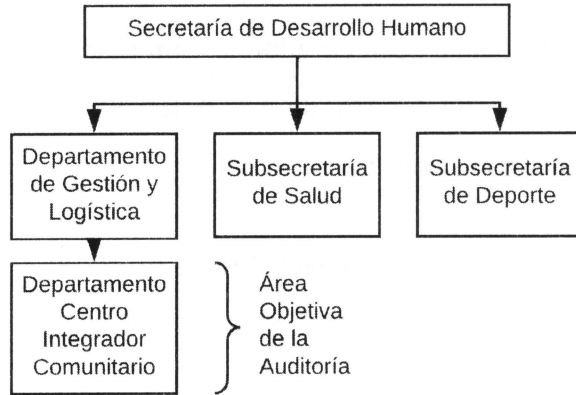 Secretaría de Desarrollo Humano
Departamento
de Gestión y
Logística
Subsecretaría
de Salud
Subsecretaría
de Deporte
Departamento
Centro
Integrador
Comunitario
Área
Objetiva
de la
Auditoría